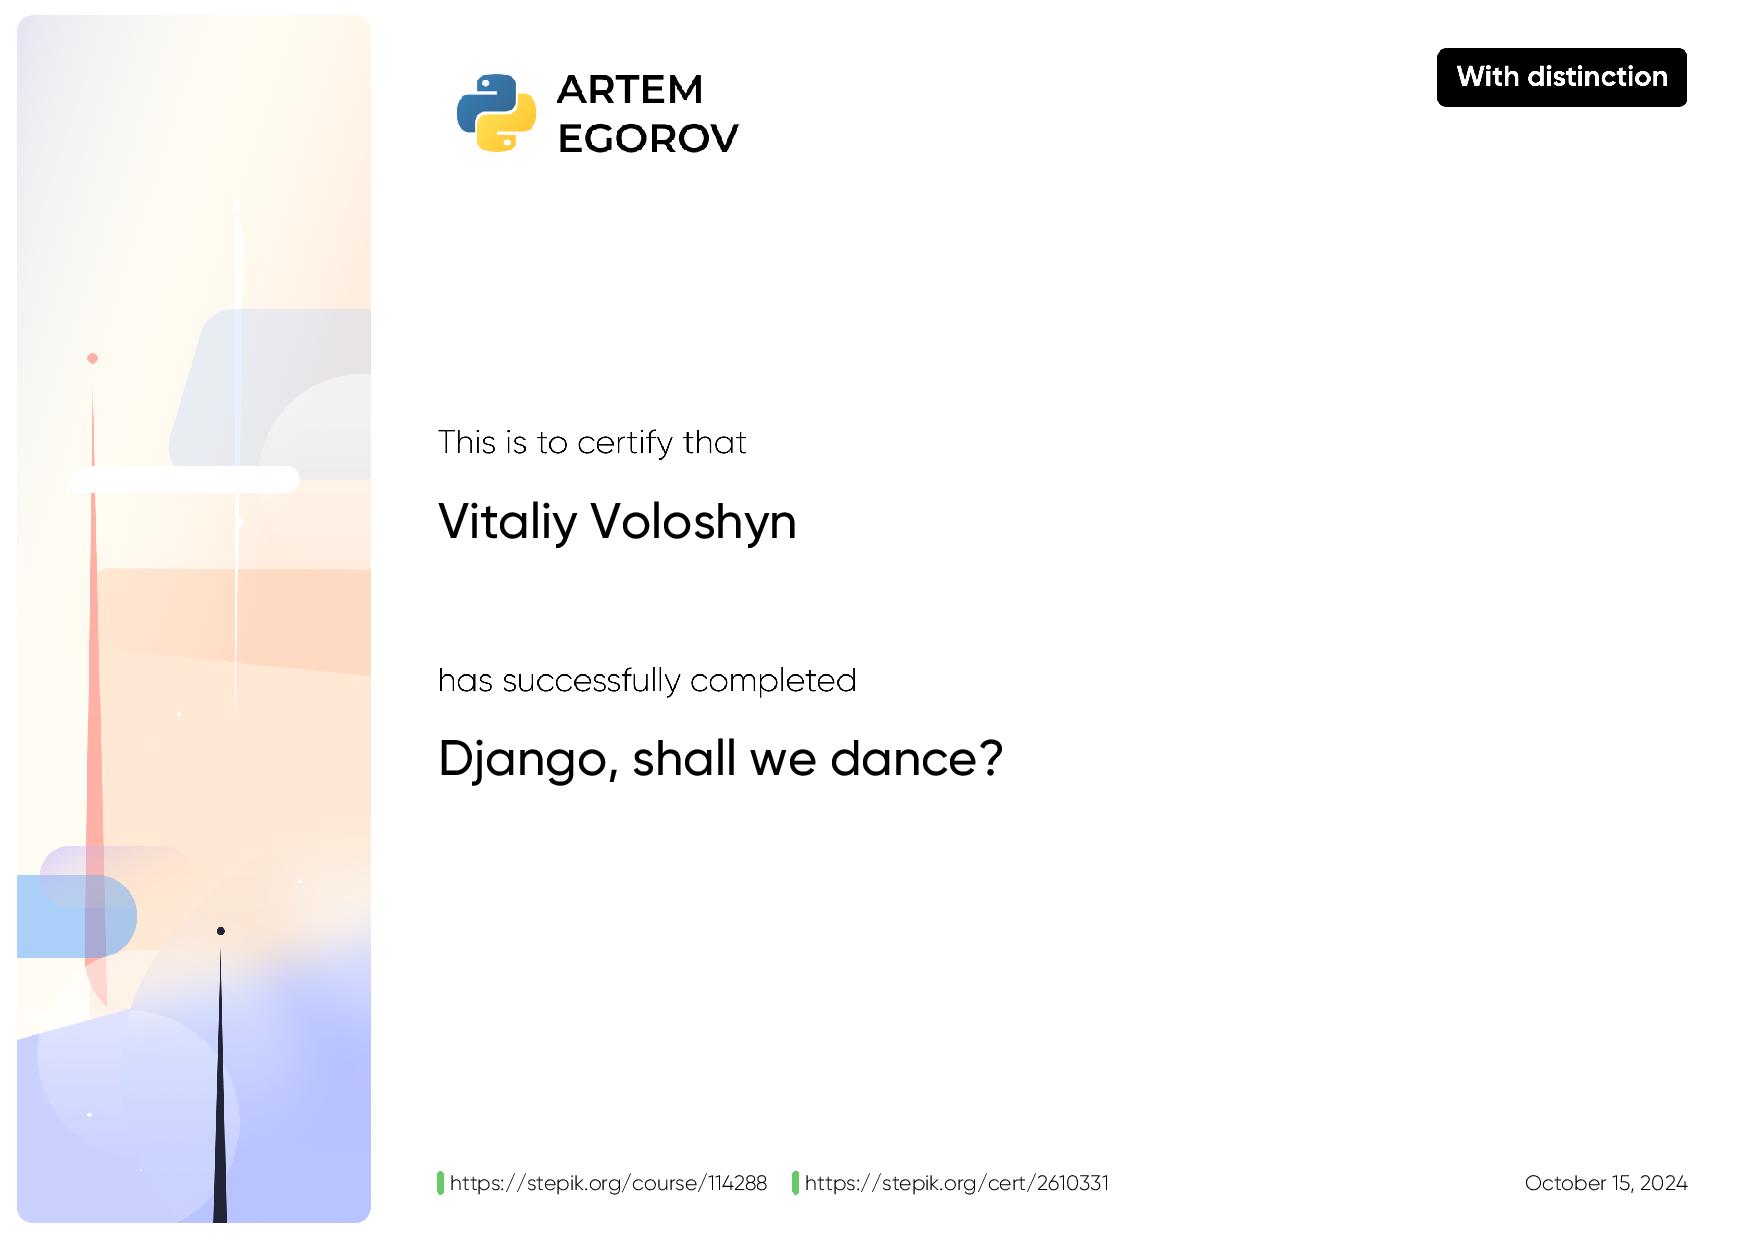 ARTEM
EGOROV
With distinction
This is to certify that
Vitaliy Voloshyn
has successfully completed
Django, shall we dance?
https://stepik.org/course/114288
https://stepik.org/cert/2610331
October 15, 2024